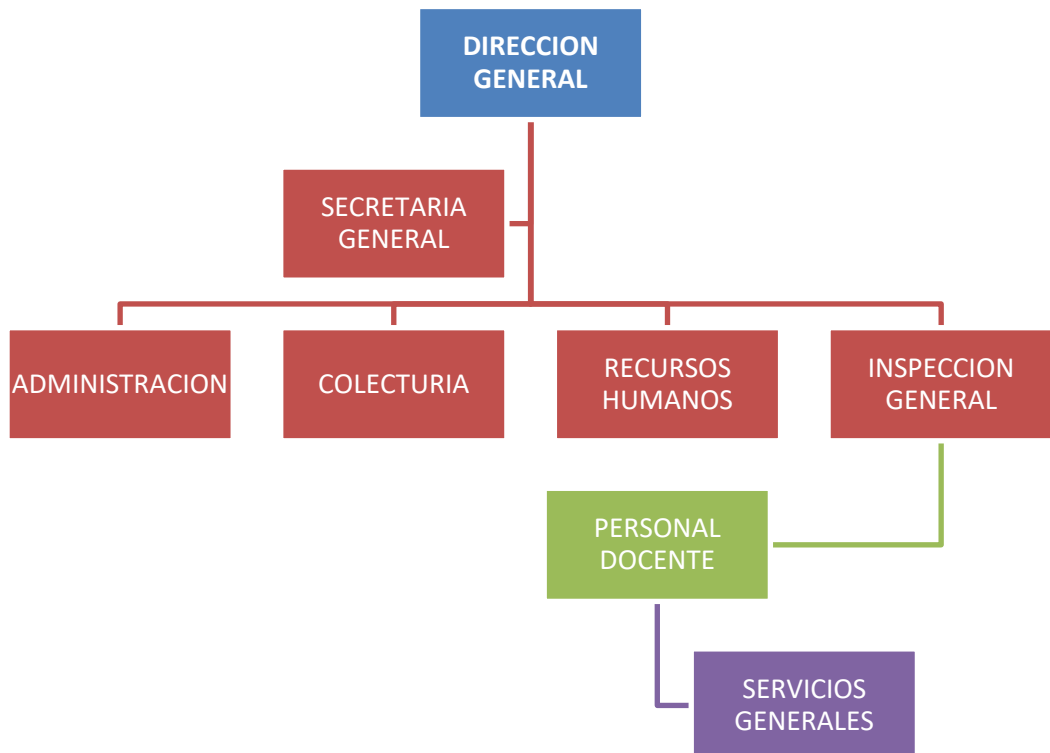 DIRECCION
GENERAL
SECRETARIA
GENERAL
ADMINISTRACION
COLECTURIA
RECURSOS
HUMANOS
INSPECCION
GENERAL
PERSONAL
DOCENTE
SERVICIOS
GENERALES